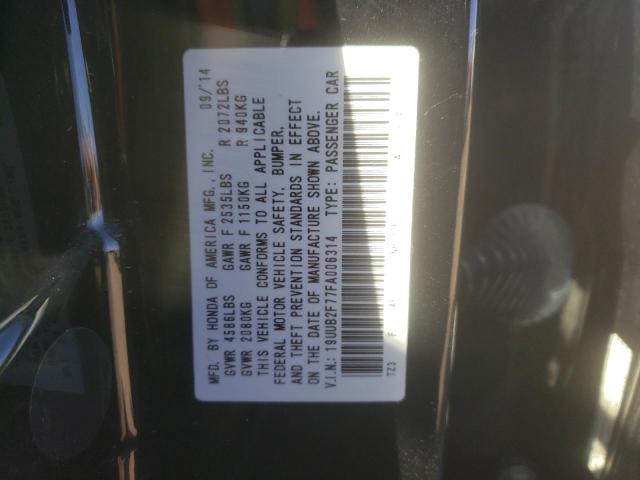 MFD. BY HONDA OF AMERICA MFG., INC. 09/'14
GVWR 4586LBS GAWR F 2535LBS R 2072LBS
GVWR 2080KG GAWR F 1150KG R 940KG
THIS VEHICLE CONFORMS TO ALL APPLICABLE
FEDERAL MOTOR VEHICLE SAFETY, BUMPER,
AND THEFT PREVENTION STANDARDS IN EFFECT
ON THE DATE OF MANUFACTURE SHOWN ABOVE.
V.I.N.: 19UUB2F77FA006314 TYPE: PASSENGER CAR
TZ3